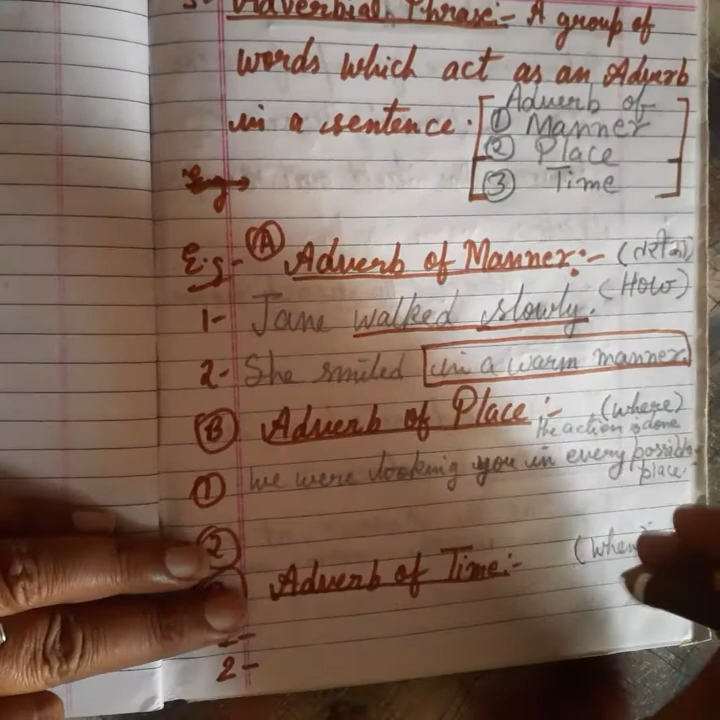 3- Adverbial Phrase:- A group of
words which act as an Adverb
in a sentence.
Adverb of
① Manner
② Place
③ Time
E.g- Ⓐ Adverb of Manner:- (detail)
(How)
1- Jane walked slowly.
2- She smiled in a warm manner.
Ⓑ Adverb of Place:- (where)
the action is done
① We were looking you in every possible
place.
②
Adverb of Time:- (when
2-